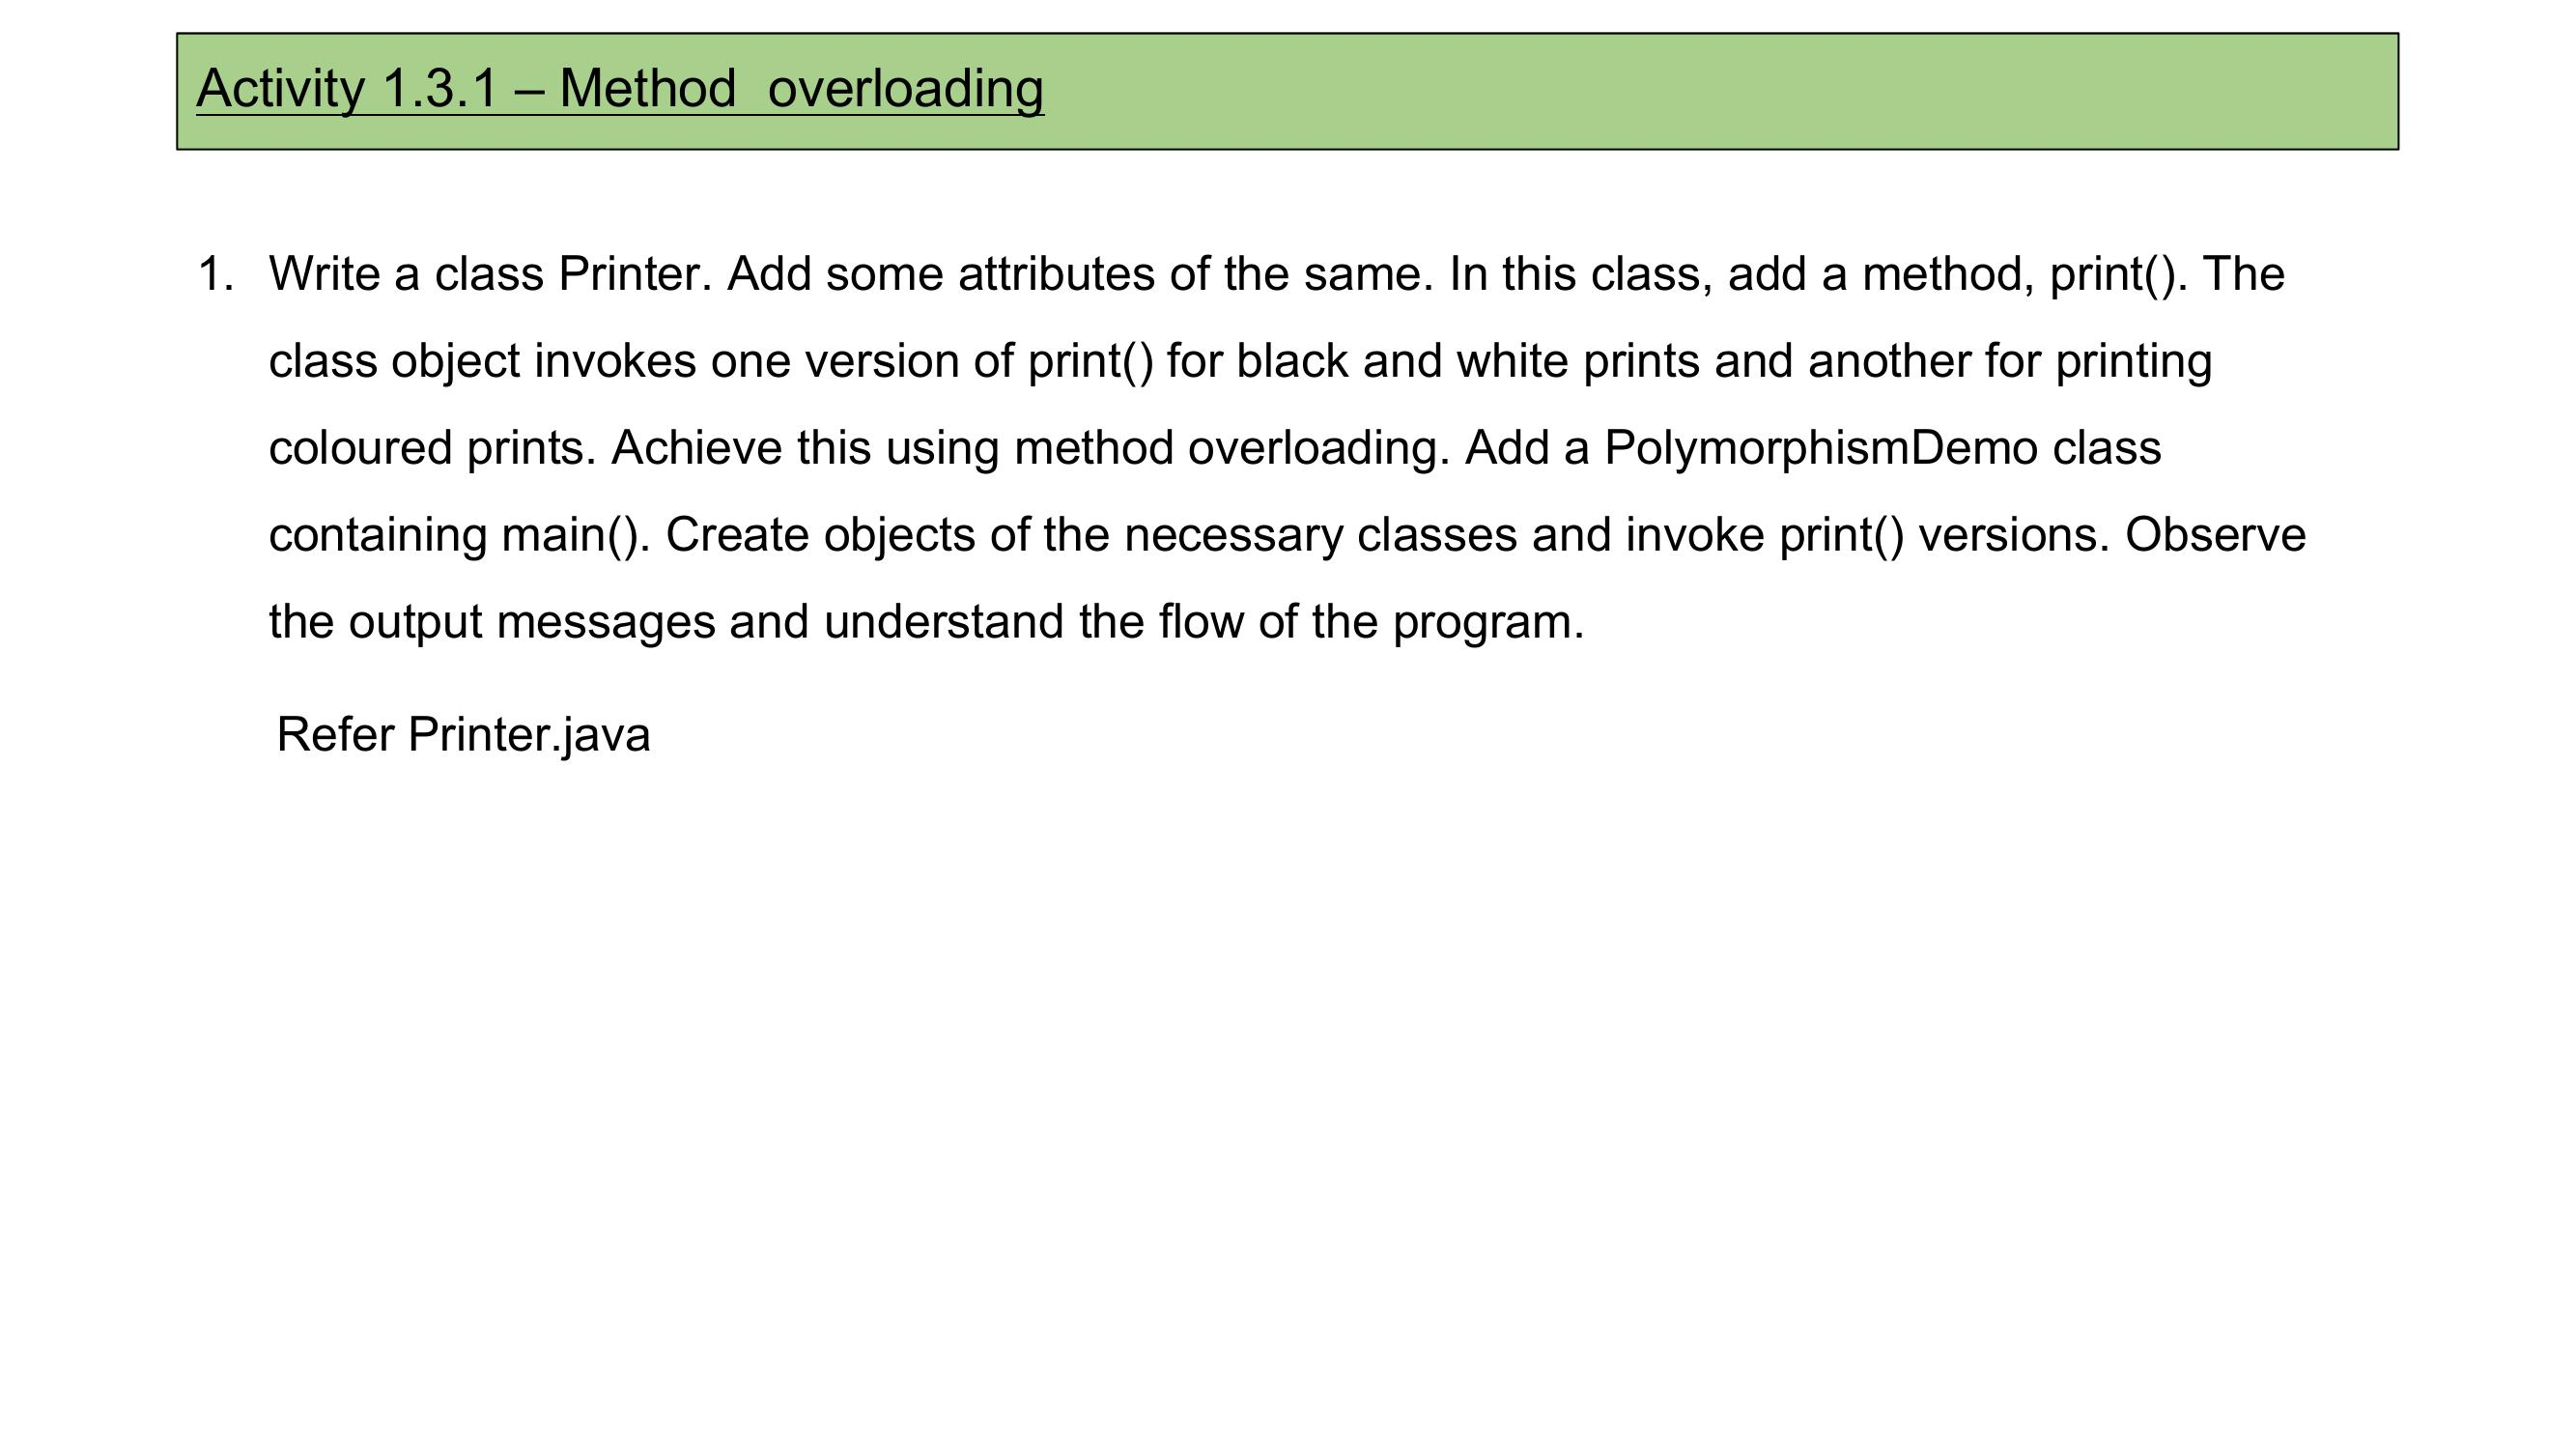 Activity 1.3.1 – Method  overloading
1. Write a class Printer. Add some attributes of the same. In this class, add a method, print(). The
class object invokes one version of print() for black and white prints and another for printing
coloured prints. Achieve this using method overloading. Add a PolymorphismDemo class
containing main(). Create objects of the necessary classes and invoke print() versions. Observe
the output messages and understand the flow of the program.
Refer Printer.java